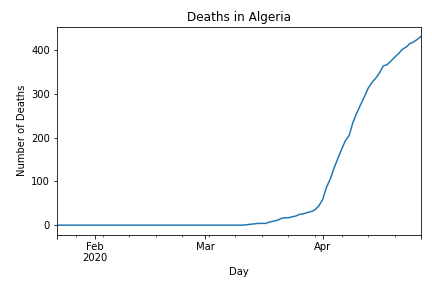 Deaths in Algeria
400
300
200
100
0
Number of Deaths
Feb
2020
Mar
Apr
Day